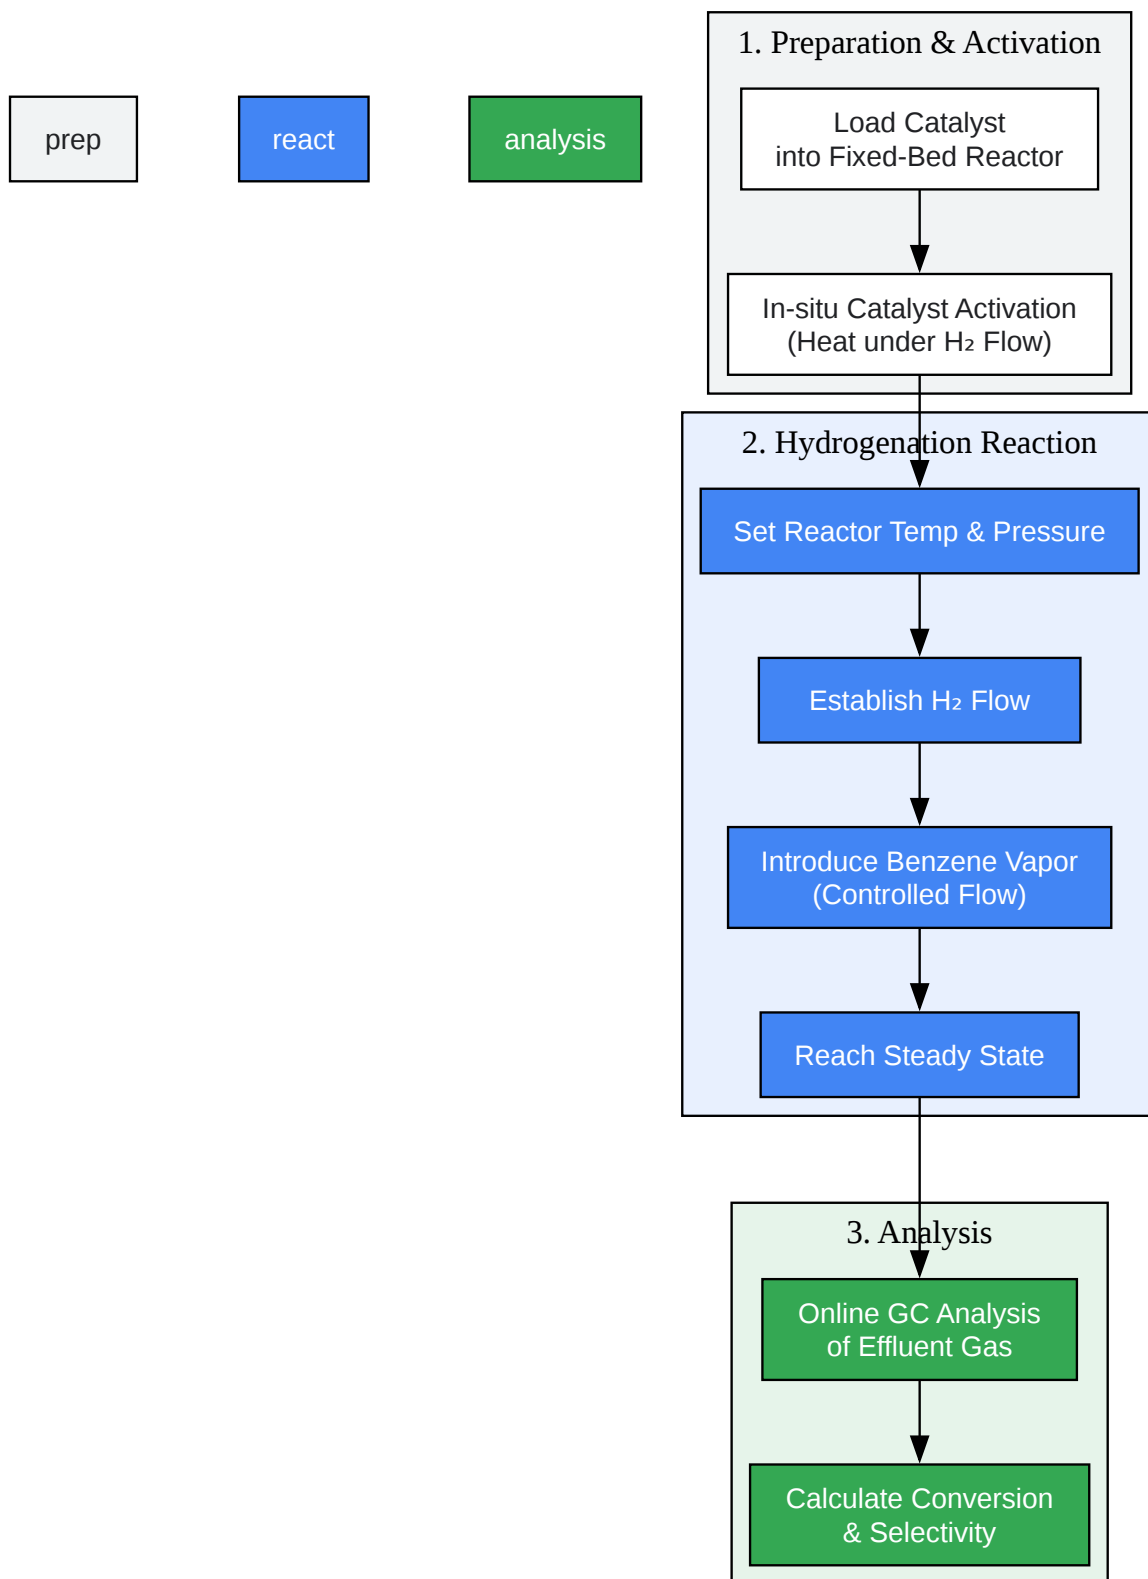 prep
react
analysis
1. Preparation & Activation
Load Catalyst
into Fixed-Bed Reactor
In-situ Catalyst Activation
(Heat under H₂ Flow)
2. Hydrogenation Reaction
Set Reactor Temp & Pressure
Establish H₂ Flow
Introduce Benzene Vapor
(Controlled Flow)
Reach Steady State
3. Analysis
Online GC Analysis
of Effluent Gas
Calculate Conversion
& Selectivity